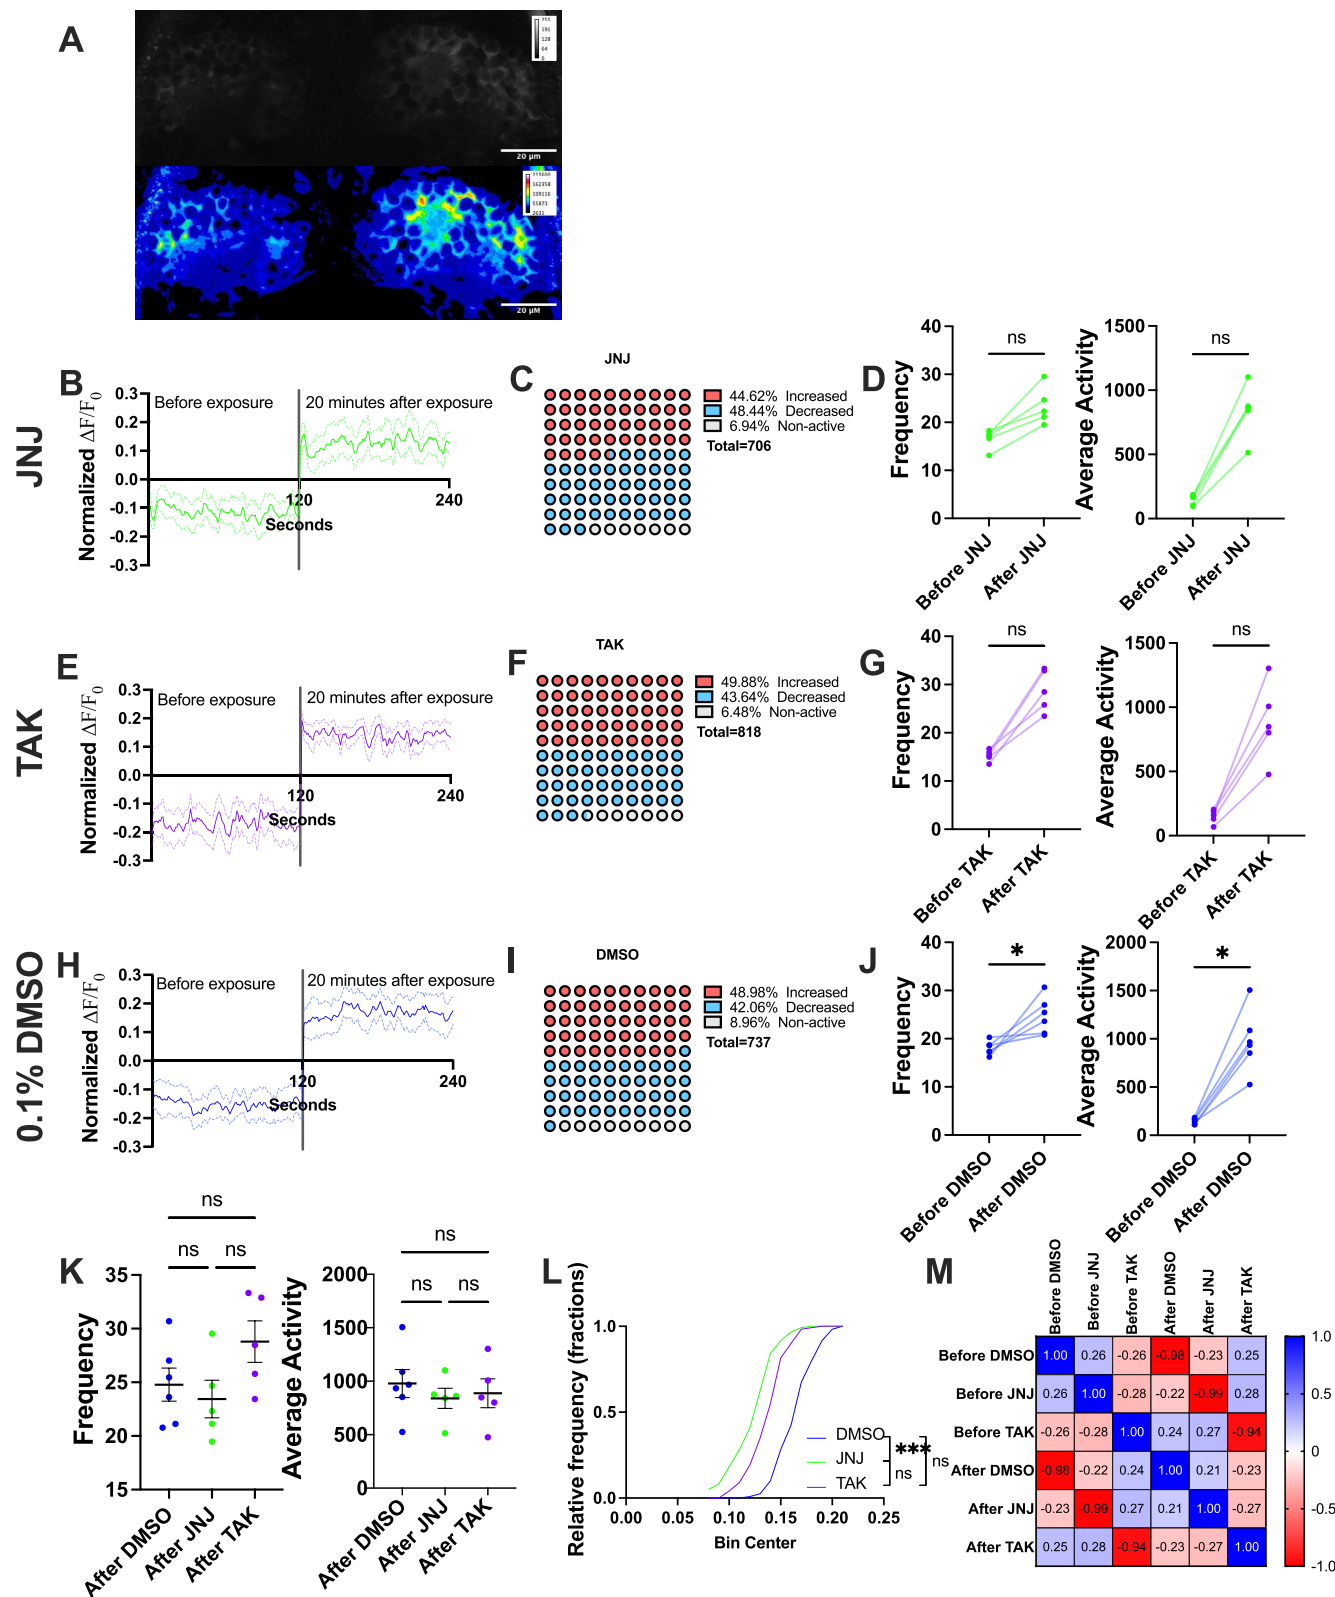 A
255
191
128
64
0
20 µm
215600
162358
109116
55873
2631
20 µM
JNJ
B
Normalized ΔF/F0
0.3
0.2
0.1
0.0
-0.1
-0.2
-0.3
Before exposure
20 minutes after exposure
120
240
Seconds
C
JNJ
44.62% Increased
48.44% Decreased
6.94% Non-active
Total=706
D
Frequency
40
30
20
10
0
ns
Before JNJ
After JNJ
Average Activity
1500
1000
500
0
ns
Before JNJ
After JNJ
TAK
E
Normalized ΔF/F0
0.3
0.2
0.1
0.0
-0.1
-0.2
-0.3
Before exposure
20 minutes after exposure
120
240
Seconds
F
TAK
49.88% Increased
43.64% Decreased
6.48% Non-active
Total=818
G
Frequency
40
30
20
10
0
ns
Before TAK
After TAK
Average Activity
1500
1000
500
0
ns
Before TAK
After TAK
0.1% DMSO
H
Normalized ΔF/F0
0.3
0.2
0.1
0.0
-0.1
-0.2
-0.3
Before exposure
20 minutes after exposure
120
240
Seconds
I
DMSO
48.98% Increased
42.06% Decreased
8.96% Non-active
Total=737
J
Frequency
40
30
20
10
0
*
Before DMSO
After DMSO
Average Activity
2000
1500
1000
500
0
*
Before DMSO
After DMSO
K
Frequency
35
30
25
20
15
ns
ns
ns
After DMSO
After JNJ
After TAK
Average Activity
2000
1500
1000
500
0
ns
ns
ns
After DMSO
After JNJ
After TAK
L
Relative frequency (fractions)
1.0
0.5
0.0
0.00
0.05
0.10
0.15
0.20
0.25
Bin Center
DMSO
JNJ
TAK
***
ns
ns
M
Before DMSO
Before JNJ
Before TAK
After DMSO
After JNJ
After TAK
Before DMSO 1.00 0.26 -0.26 -0.98 -0.23 0.25
Before JNJ 0.26 1.00 -0.28 -0.22 -0.99 0.28
Before TAK -0.26 -0.28 1.00 0.24 0.27 -0.94
After DMSO -0.98 -0.22 0.24 1.00 0.21 -0.23
After JNJ -0.23 -0.99 0.27 0.21 1.00 -0.27
After TAK 0.25 0.28 -0.94 -0.23 -0.27 1.00
1.0
0.5
0
-0.5
-1.0